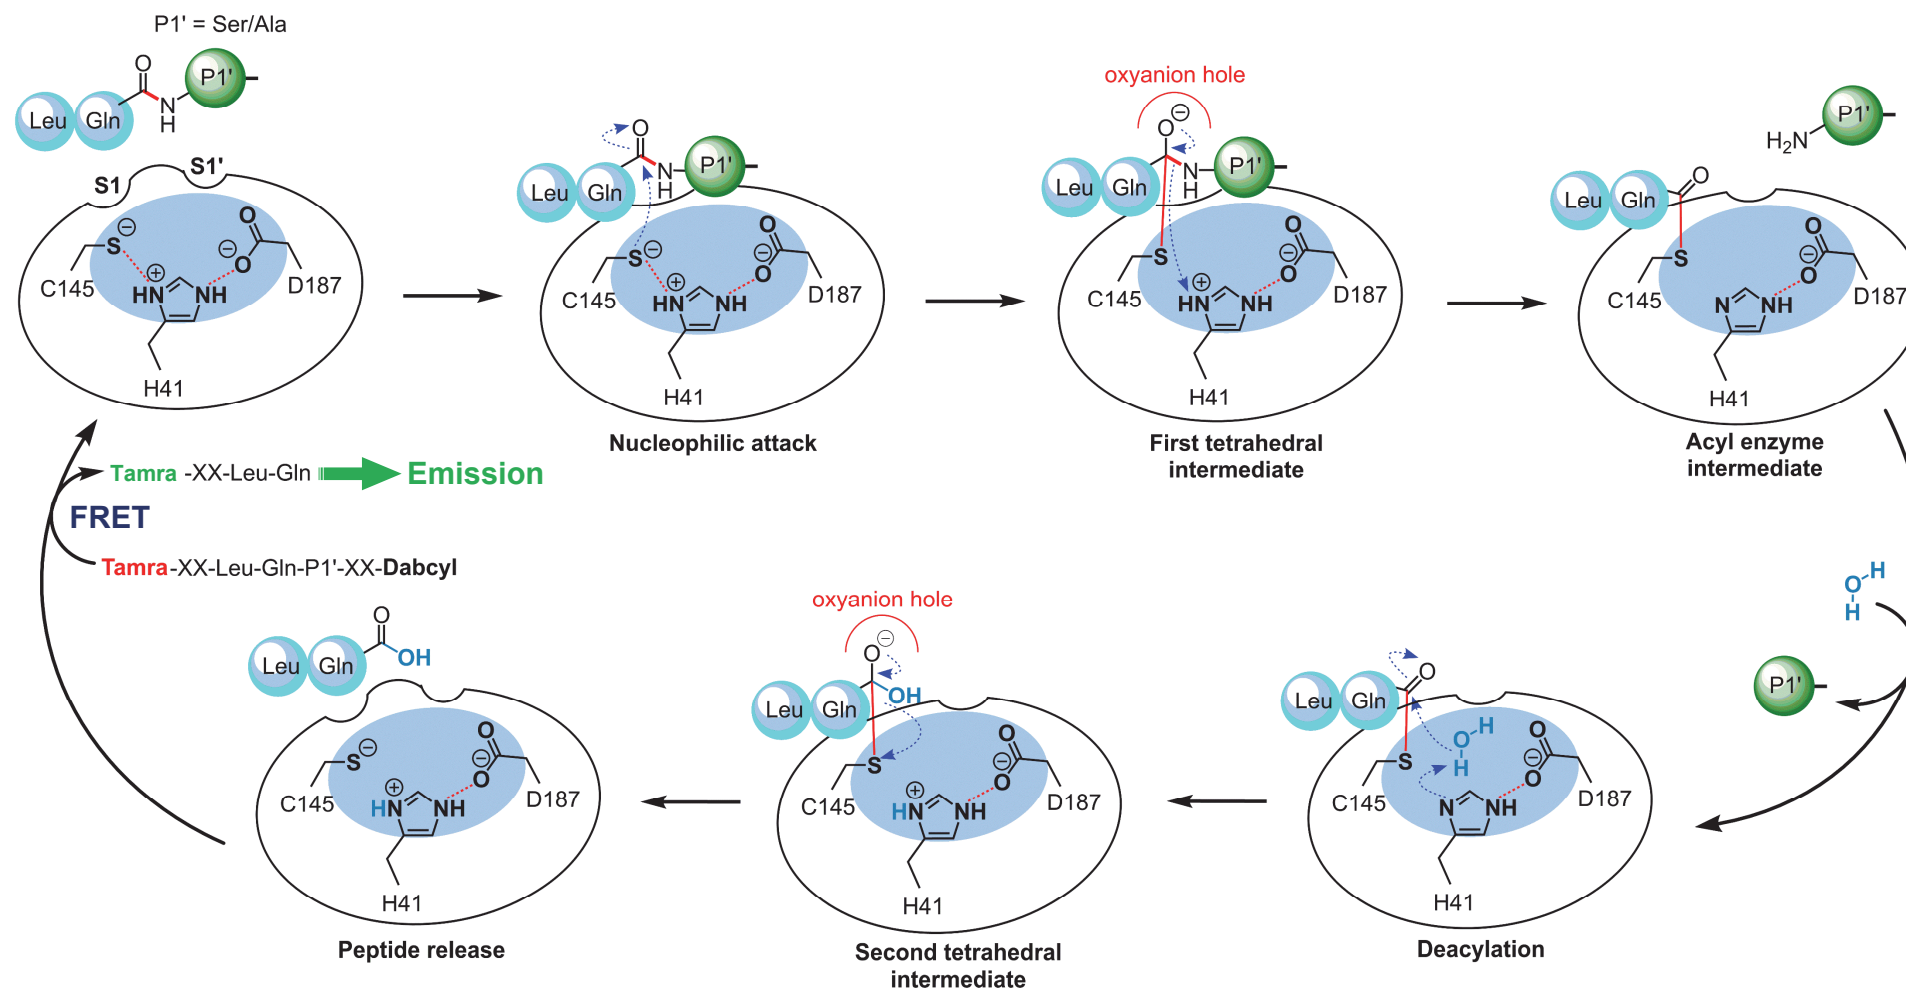 P1' = Ser/Ala
O
P1'
Leu Gln N
H
S1 S1'
S ⊖ O
⊖ O
C145 ⊕ D187
HN NH
H41
O
P1'
Leu Gln N
H
S ⊖ O
⊖ O
C145 ⊕ D187
HN NH
H41
Nucleophilic attack
oxyanion hole
O ⊖
P1'
Leu Gln N
H
O
S ⊖
O
C145 ⊕ D187
HN NH
H41
First tetrahedral
intermediate
P1'
H2N
O
Leu Gln
O
S ⊖
O
C145 D187
N NH
H41
Acyl enzyme
intermediate
Tamra -XX-Leu-Gln Emission
FRET
Tamra-XX-Leu-Gln-P1'-XX-Dabcyl
O H
H
P1'
O
Leu Gln
H
O
H
O
S ⊖
O
C145 D187
N NH
H41
Deacylation
oxyanion hole
O ⊖
Leu Gln OH
O
S ⊖
O
C145 ⊕ D187
HN NH
H41
Second tetrahedral
intermediate
O
Leu Gln OH
S ⊖ O
⊖ O
C145 ⊕ D187
HN NH
H41
Peptide release